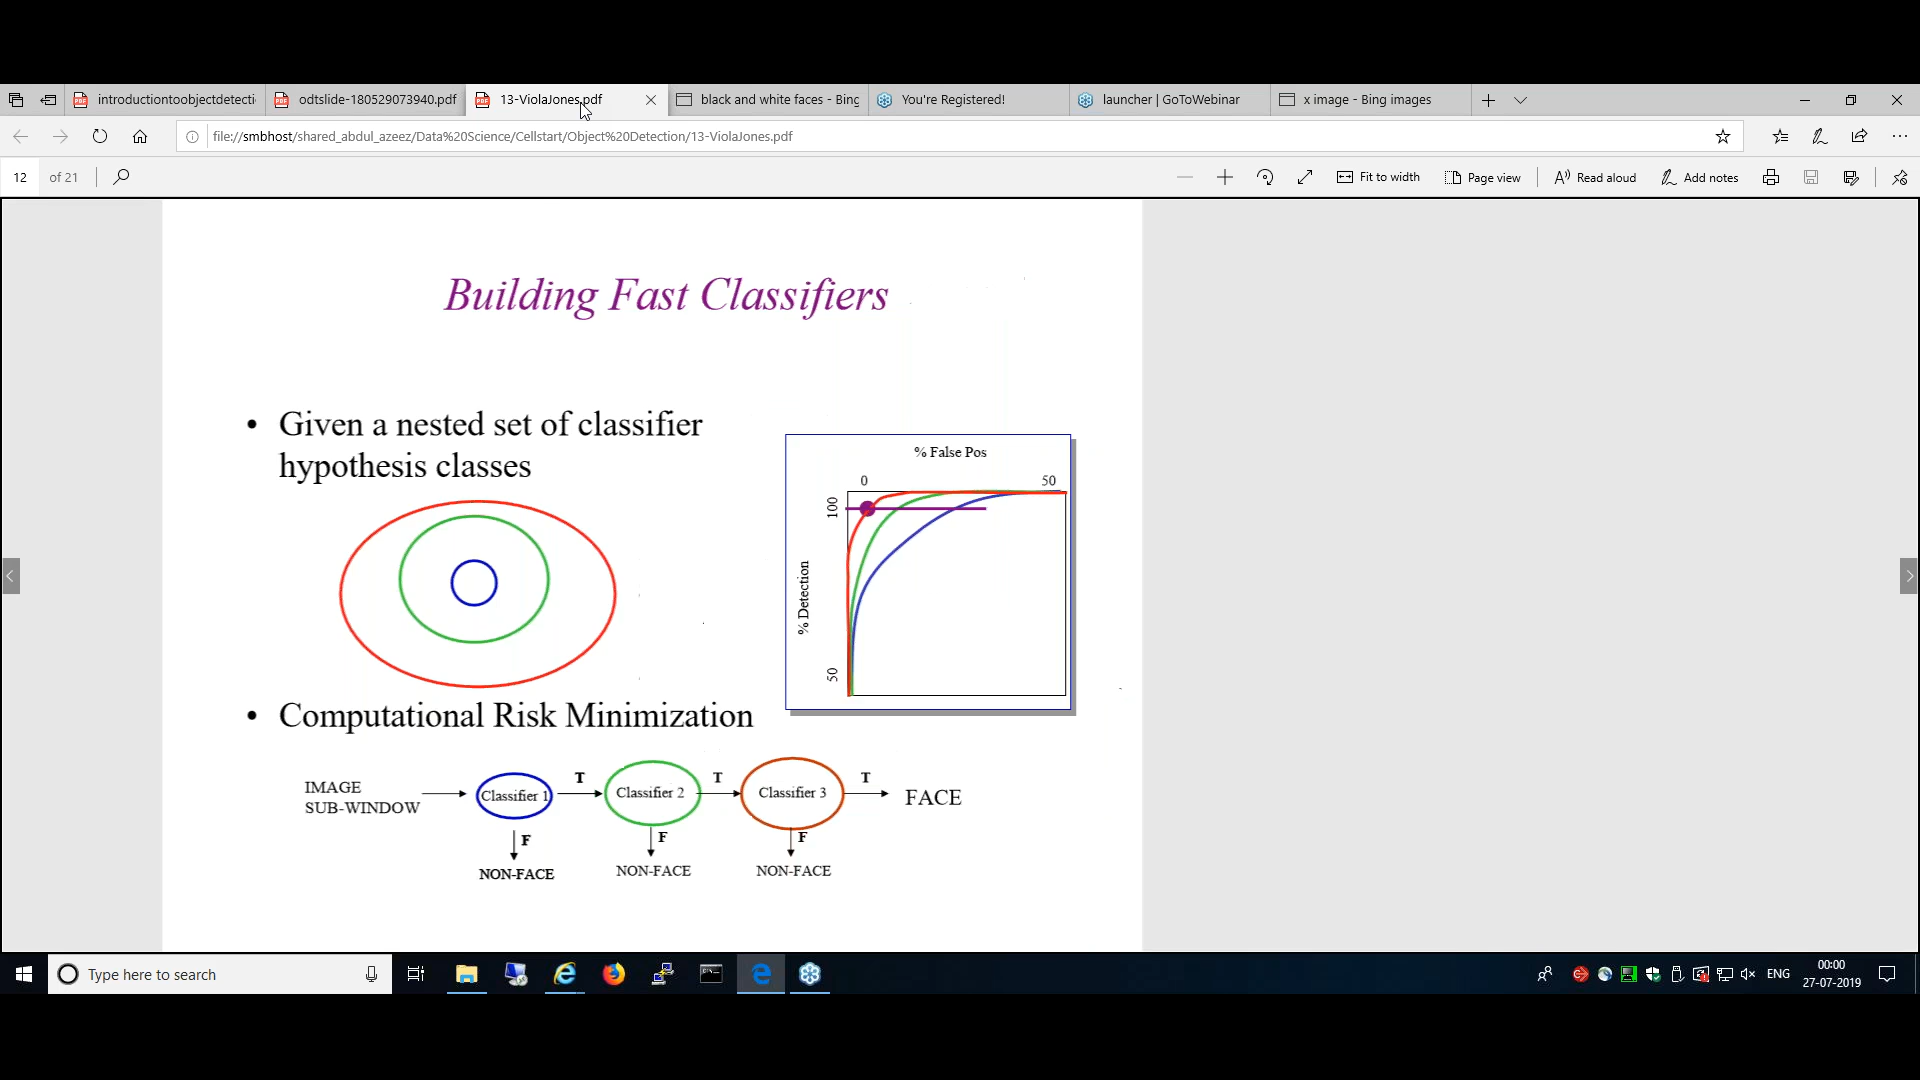 introductiontoobjectdetecti
odtslide-180529073940.pdf
13-ViolaJones.pdf
black and white faces - Bing
You're Registered!
launcher | GoToWebinar
x image - Bing images
file://smbhost/shared_abdul_azeez/Data%20Science/Cellstart/Object%20Detection/13-ViolaJones.pdf
12 of 21
Fit to width
Page view
Read aloud
Add notes
Building Fast Classifiers
• Given a nested set of classifier
hypothesis classes
% False Pos
0 50
100
% Detection
50
• Computational Risk Minimization
IMAGE
SUB-WINDOW
Classifier 1
T
Classifier 2
T
Classifier 3
T
FACE
F
F
F
NON-FACE
NON-FACE
NON-FACE
Type here to search
ENG
00:00
27-07-2019